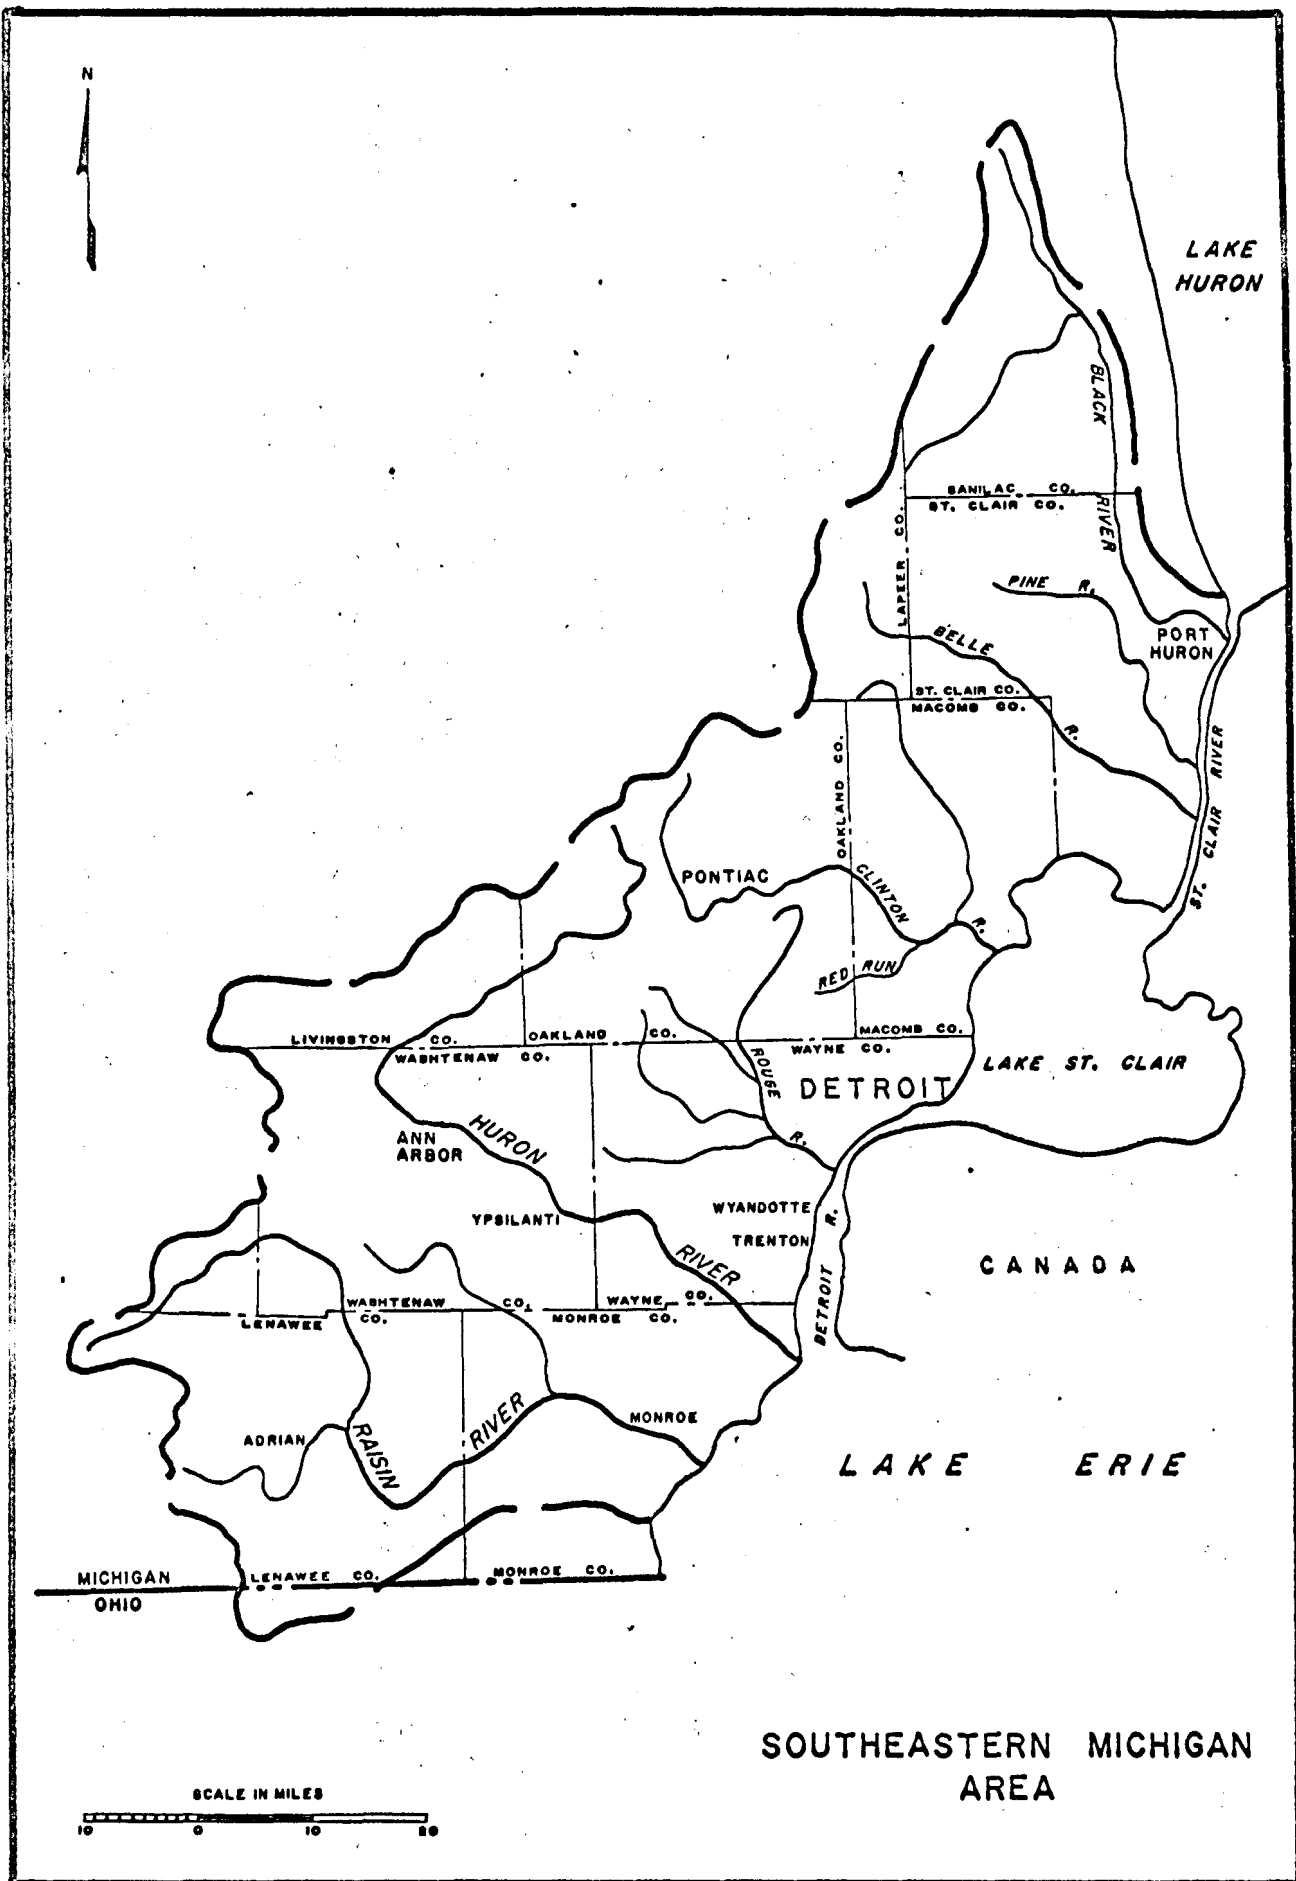 N
LAKE
HURON
BLACK
RIVER
SANILAC CO.
ST. CLAIR CO.
LAPEER CO.
PINE R.
BELLE
R.
PORT
HURON
ST. CLAIR CO.
MACOMB CO.
OAKLAND CO.
ST. CLAIR RIVER
PONTIAC
CLINTON
R.
RED RUN
LIVINGSTON CO.
WASHTENAW CO.
OAKLAND CO.
WAYNE CO.
MACOMB CO.
ROUGE
R.
DETROIT
LAKE ST. CLAIR
ANN
ARBOR
HURON
RIVER
YPSILANTI
WYANDOTTE
TRENTON
DETROIT R.
CANADA
WASHTENAW CO.
LENAWEE CO.
WAYNE CO.
MONROE CO.
ADRIAN
RAISIN
RIVER
MONROE
LAKE ERIE
MICHIGAN
OHIO
LENAWEE CO.
MONROE CO.
SOUTHEASTERN MICHIGAN
AREA
SCALE IN MILES
10 0 10 20